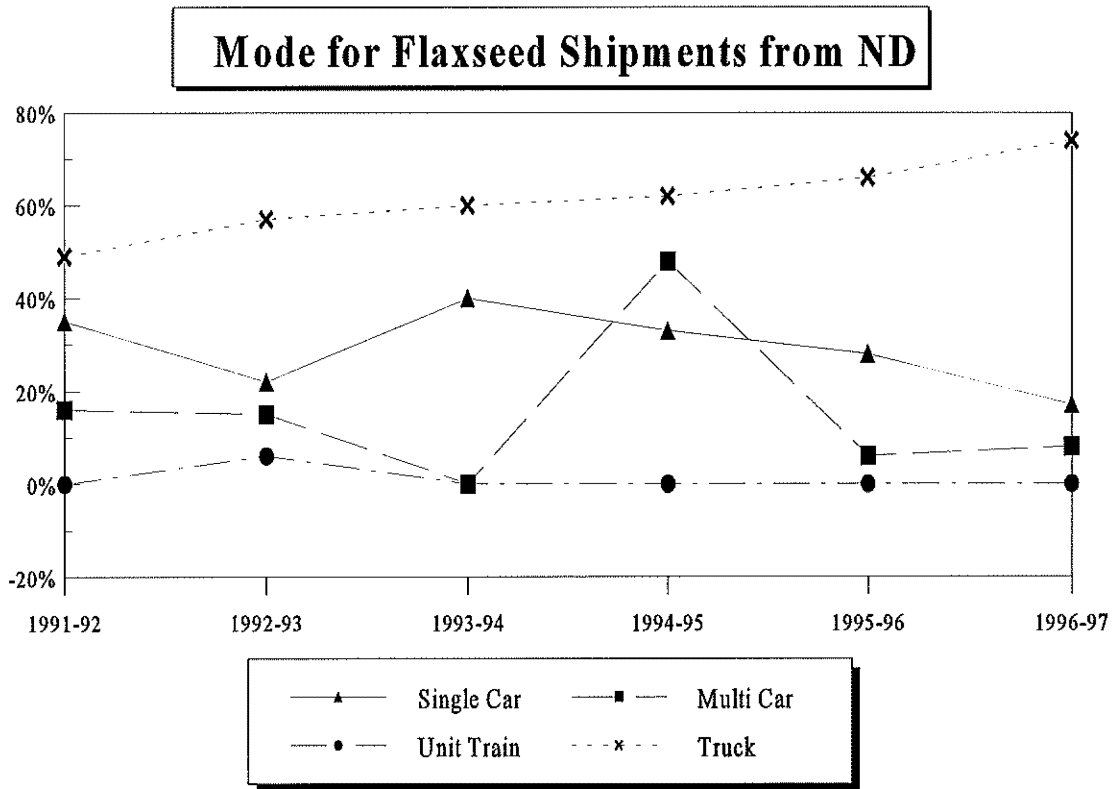 Mode for Flaxseed Shipments from ND
80%
60%
40%
20%
0%
-20%
1991-92 1992-93 1993-94 1994-95 1995-96 1996-97
Single Car Multi Car
Unit Train Truck